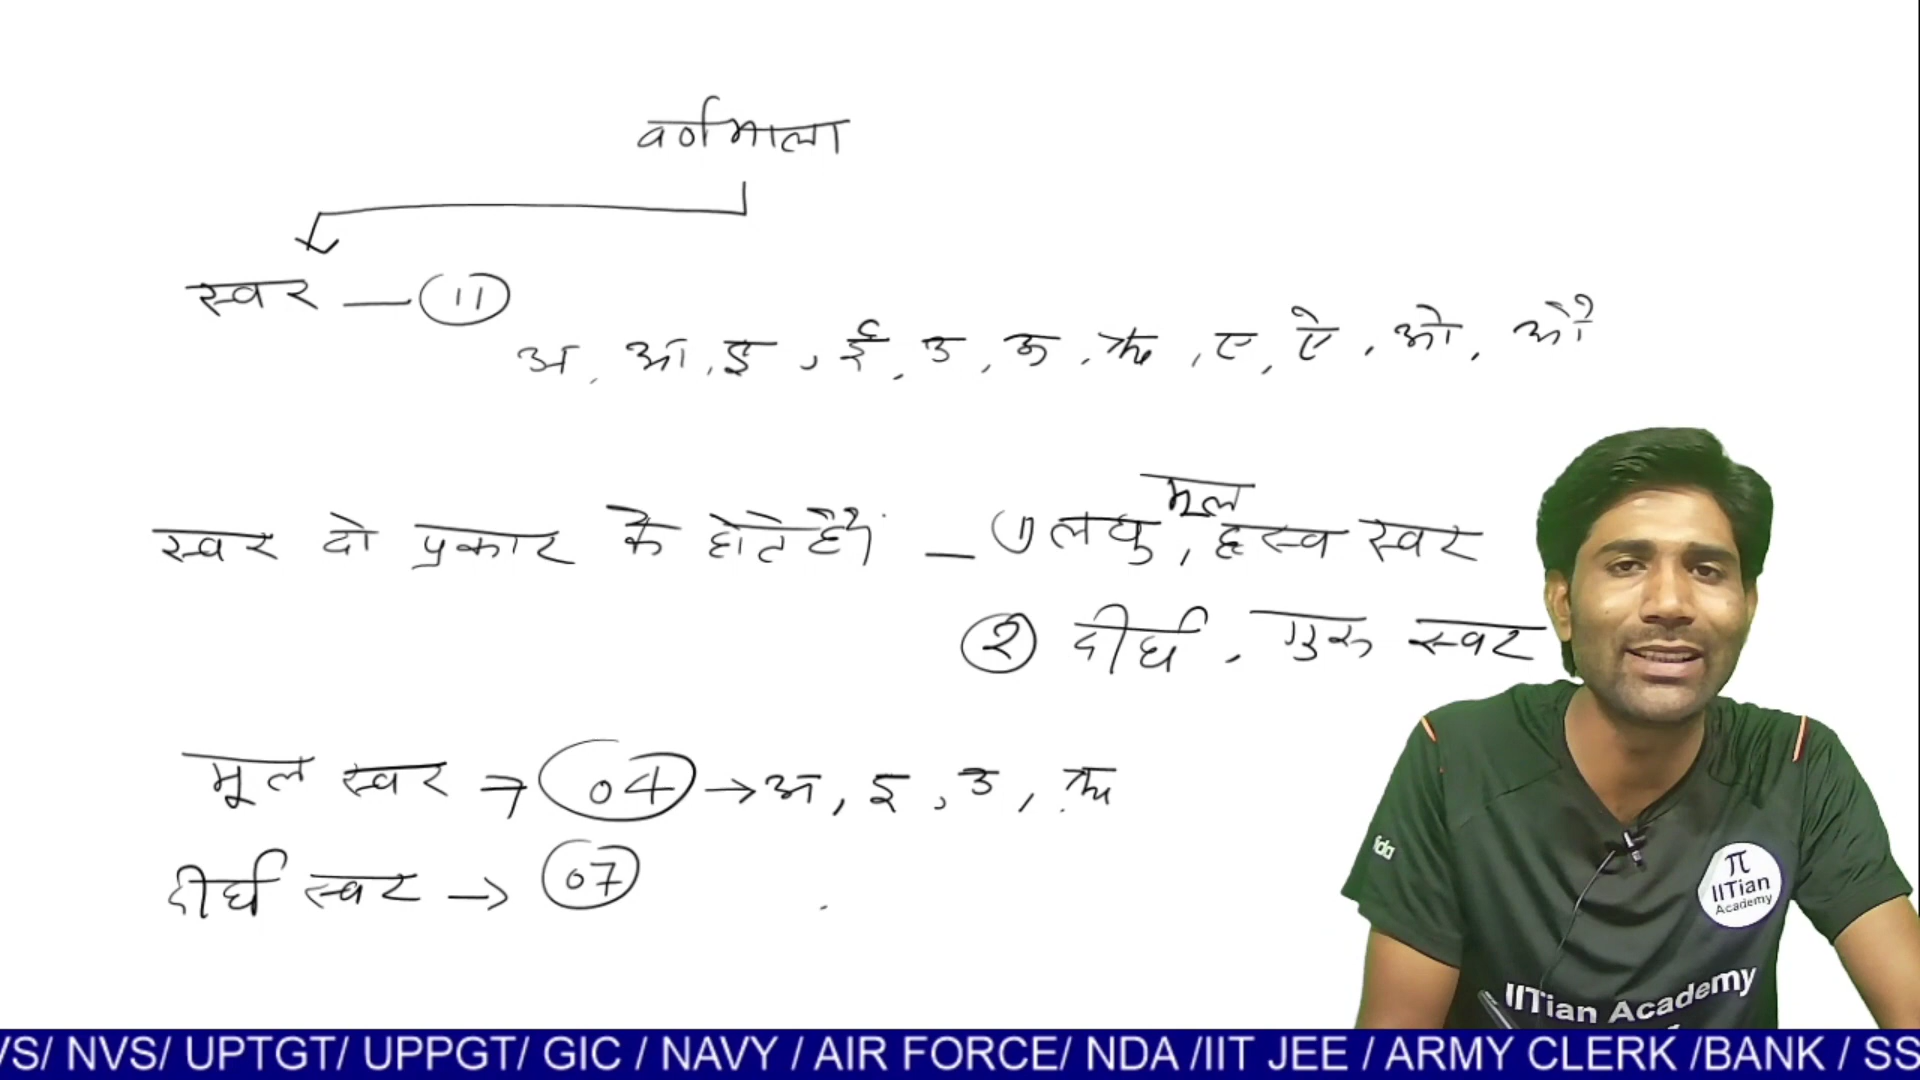 वर्णमाला
स्वर — 11
अ, आ, इ, ई, उ, ऊ, ऋ, ए, ऐ, ओ, औ
मूल
स्वर दो प्रकार के होते हैं। — ① लघु, हृस्व स्वर
② दीर्घ, गुरु स्वर
मूल स्वर ⇒ 04 → अ, इ, उ, ऋ
दीर्घ स्वर → 07
π
IITian
Academy
IITian Academy
VS/ NVS/ UPTGT/ UPPGT/ GIC / NAVY / AIR FORCE/ NDA /IIT JEE / ARMY CLERK /BANK / SS